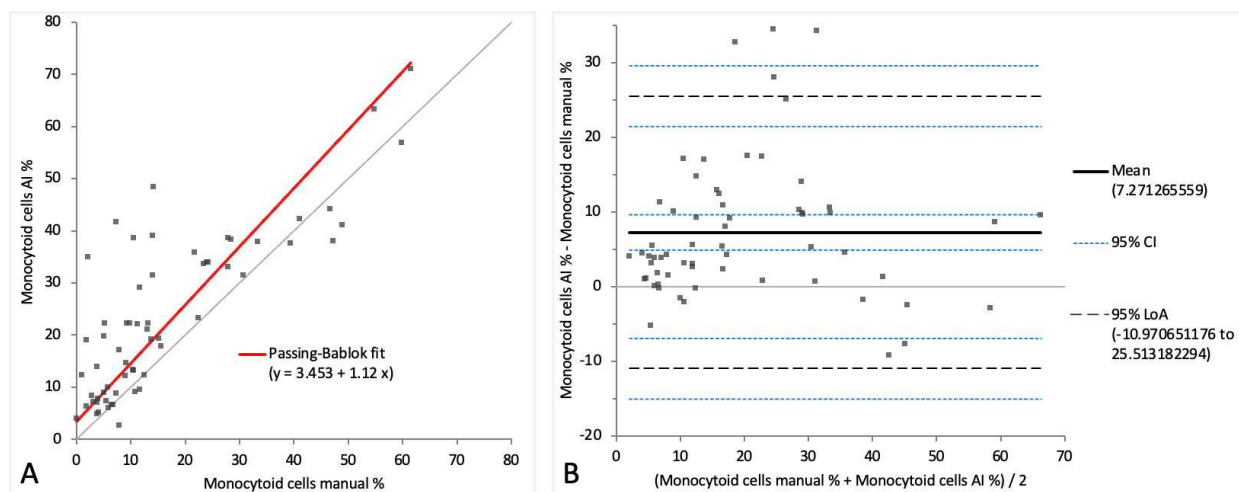 80
70
60
50
40
30
20
10
0
Monocytoid cells AI %
Passing-Bablok fit
(y = 3.453 + 1.12 x)
0 10 20 30 40 50 60 70 80
Monocytoid cells manual %
A
30
20
10
0
-10
-20
Monocytoid cells AI % - Monocytoid cells manual %
0 10 20 30 40 50 60 70
(Monocytoid cells manual % + Monocytoid cells AI %) / 2
B
Mean
(7.271265559)
95% CI
95% LoA
(-10.970651176 to
25.513182294)